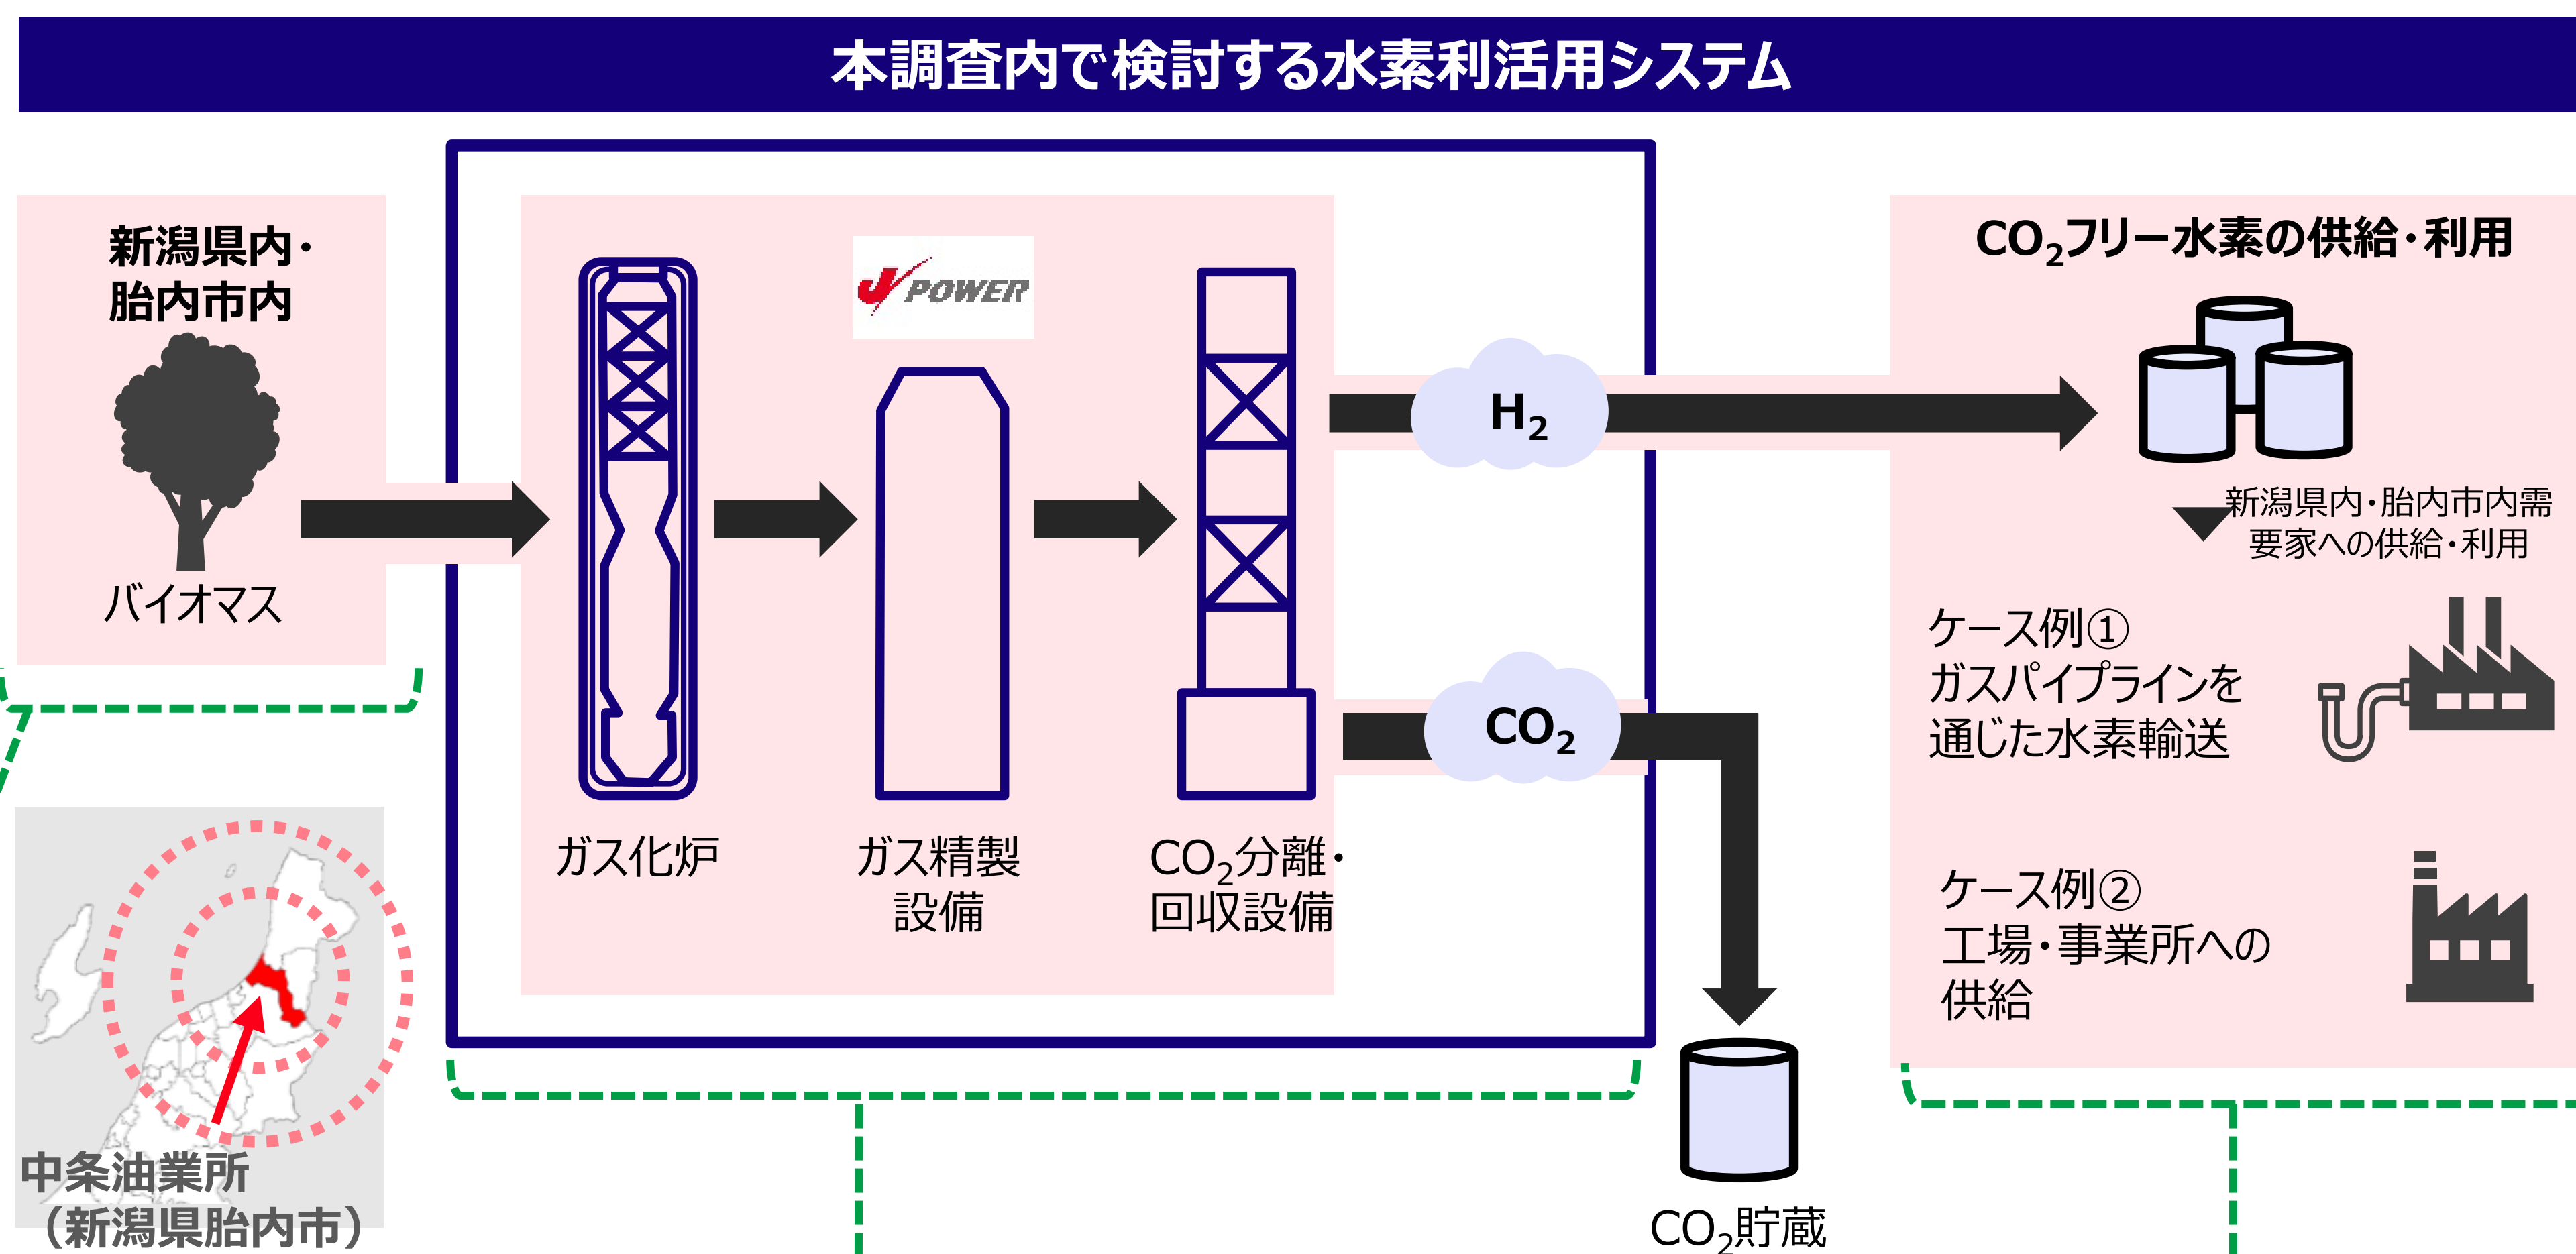 本調査内で検討する水素利活用システム
新潟県内・
胎内市内
バイオマス
J POWER
ガス化炉
ガス精製
設備
CO₂分離・
回収設備
H₂
CO₂
CO₂貯蔵
CO₂フリー水素の供給・利用
新潟県内・胎内市内需
要家への供給・利用
ケース例①
ガスパイプラインを
通じた水素輸送
ケース例②
工場・事業所への
供給
中条油業所
（新潟県胎内市）